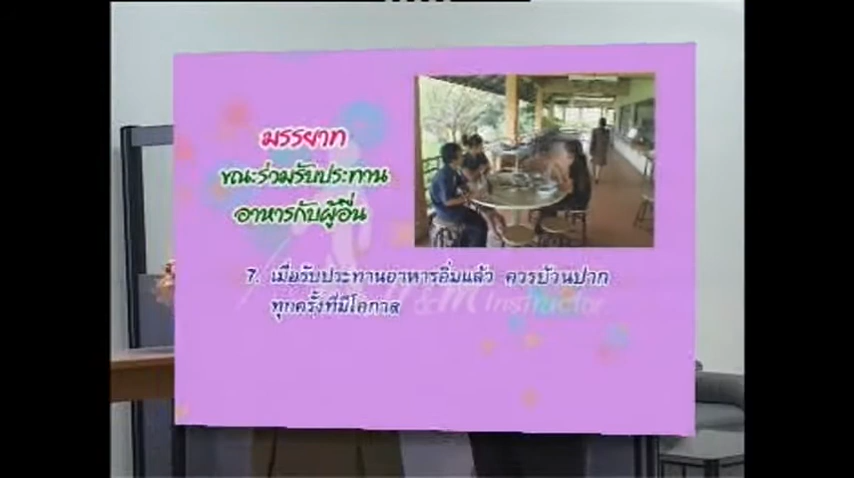 มรรยาท
ขณะร่วมรับประทาน
อาหารกับผู้อื่น
7. เมื่อรับประทานอาหารอิ่มแล้ว ควรบ้วนปาก
ทุกครั้งที่มีโอกาส
&M Instructor